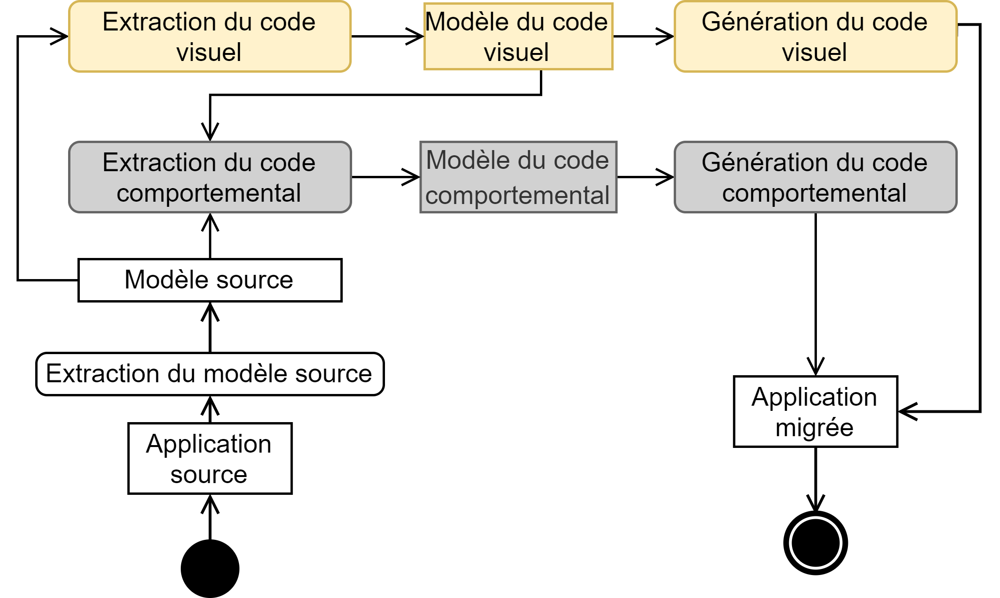 Extraction du code
visuel
Modèle du code
visuel
Génération du code
visuel
Extraction du code
comportemental
Modèle du code
comportemental
Génération du code
comportemental
Modèle source
Extraction du modèle source
Application
source
Application
migrée